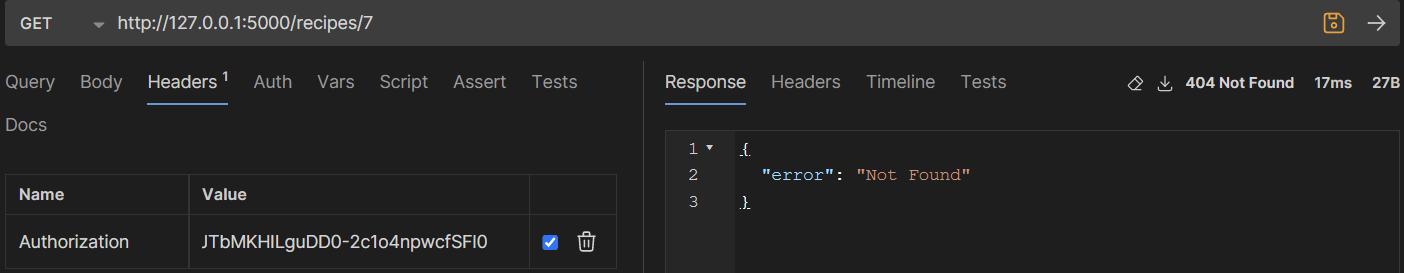 GET http://127.0.0.1:5000/recipes/7
Query Body Headers 1 Auth Vars Script Assert Tests
Docs
Name Value
Authorization JTbMKHILguDD0-2c1o4npwcfSFl0
Response Headers Timeline Tests 404 Not Found 17ms 27B
1 {
2 "error": "Not Found"
3 }